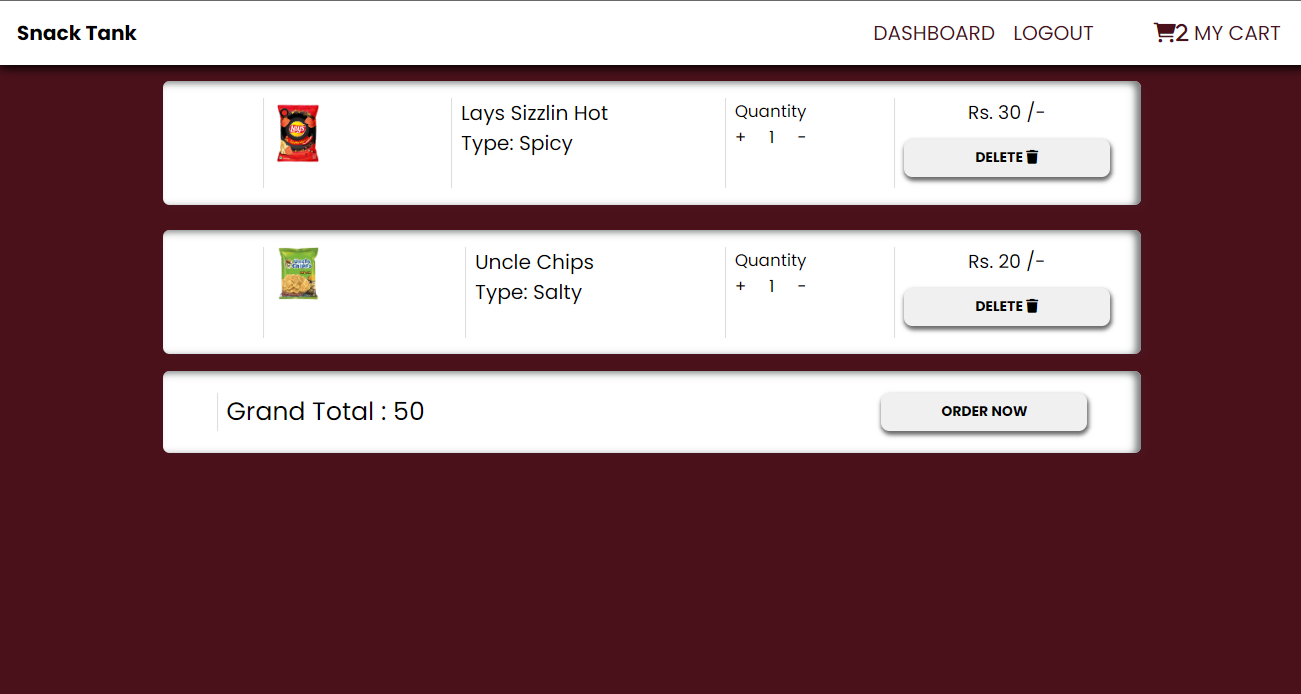 Snack Tank DASHBOARD LOGOUT 2 MY CART
Lays Sizzlin Hot
Type: Spicy
Quantity
+ 1 -
Rs. 30 /-
DELETE
Uncle Chips
Type: Salty
Quantity
+ 1 -
Rs. 20 /-
DELETE
Grand Total : 50
ORDER NOW